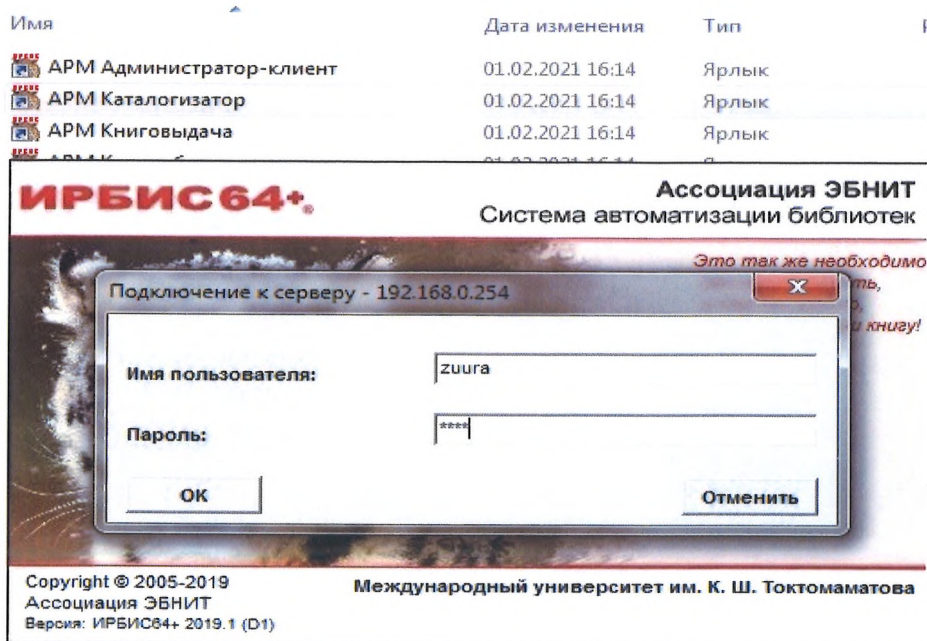 Имя Дата изменения Тип
АРМ Администратор-клиент 01.02.2021 16:14 Ярлык
АРМ Каталогизатор 01.02.2021 16:14 Ярлык
АРМ Книговыдача 01.02.2021 16:14 Ярлык
ИРБИС64+®
Ассоциация ЭБНИТ
Система автоматизации библиотек
Это так же необходимо
книгу!
Подключение к серверу - 192.168.0.254
Имя пользователя: zuura
Пароль: ****
ОК Отменить
Copyright © 2005-2019
Ассоциация ЭБНИТ
Версия: ИРБИС64+ 2019.1 (D1)
Международный университет им. К. Ш. Токтомаматова